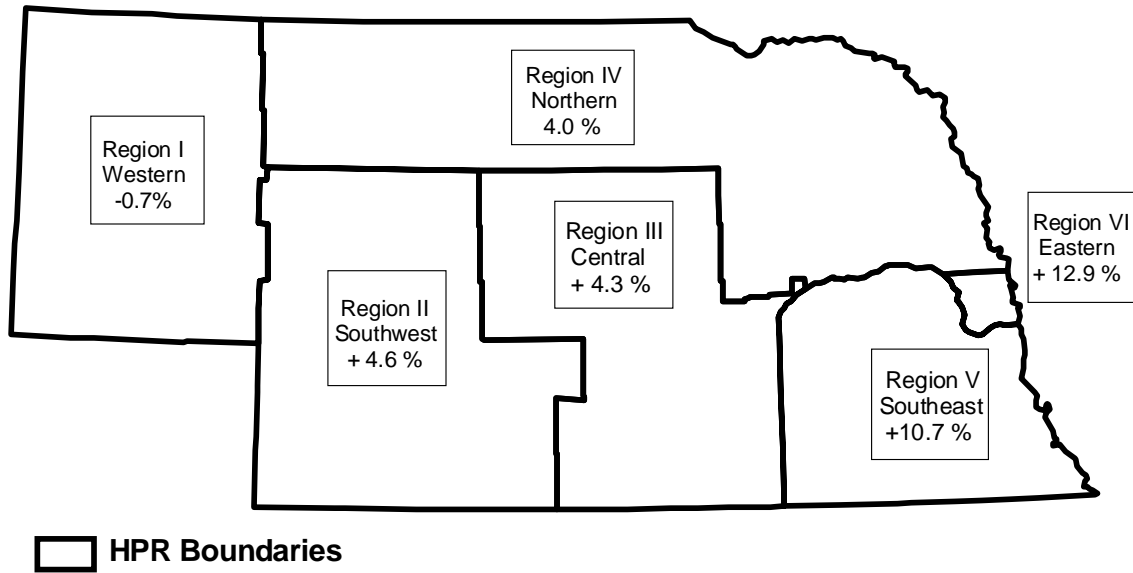 Region IV
Northern
4.0 %
Region I
Western
-0.7%
Region VI
Eastern
+ 12.9 %
Region III
Central
+ 4.3 %
Region II
Southwest
+ 4.6 %
Region V
Southeast
+10.7 %
HPR Boundaries